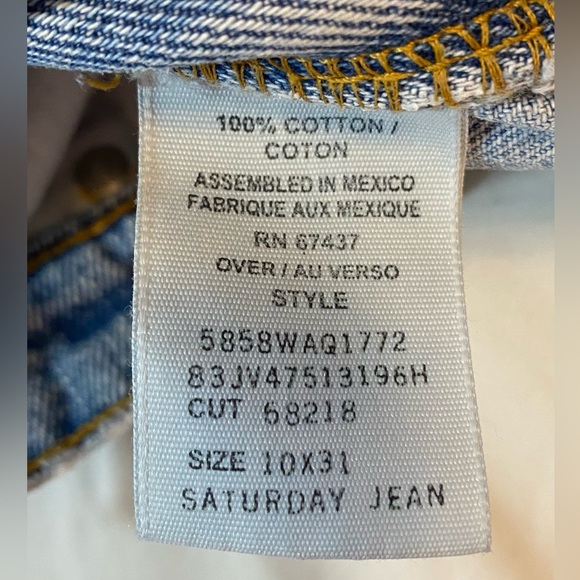 100% COTTON /
COTON
ASSEMBLED IN MEXICO
FABRIQUE AUX MEXIQUE
RN 67437
OVER / AU VERSO
STYLE
5858WAQ1772
83JV47513196H
CUT 68218
SIZE 10X31
SATURDAY JEAN